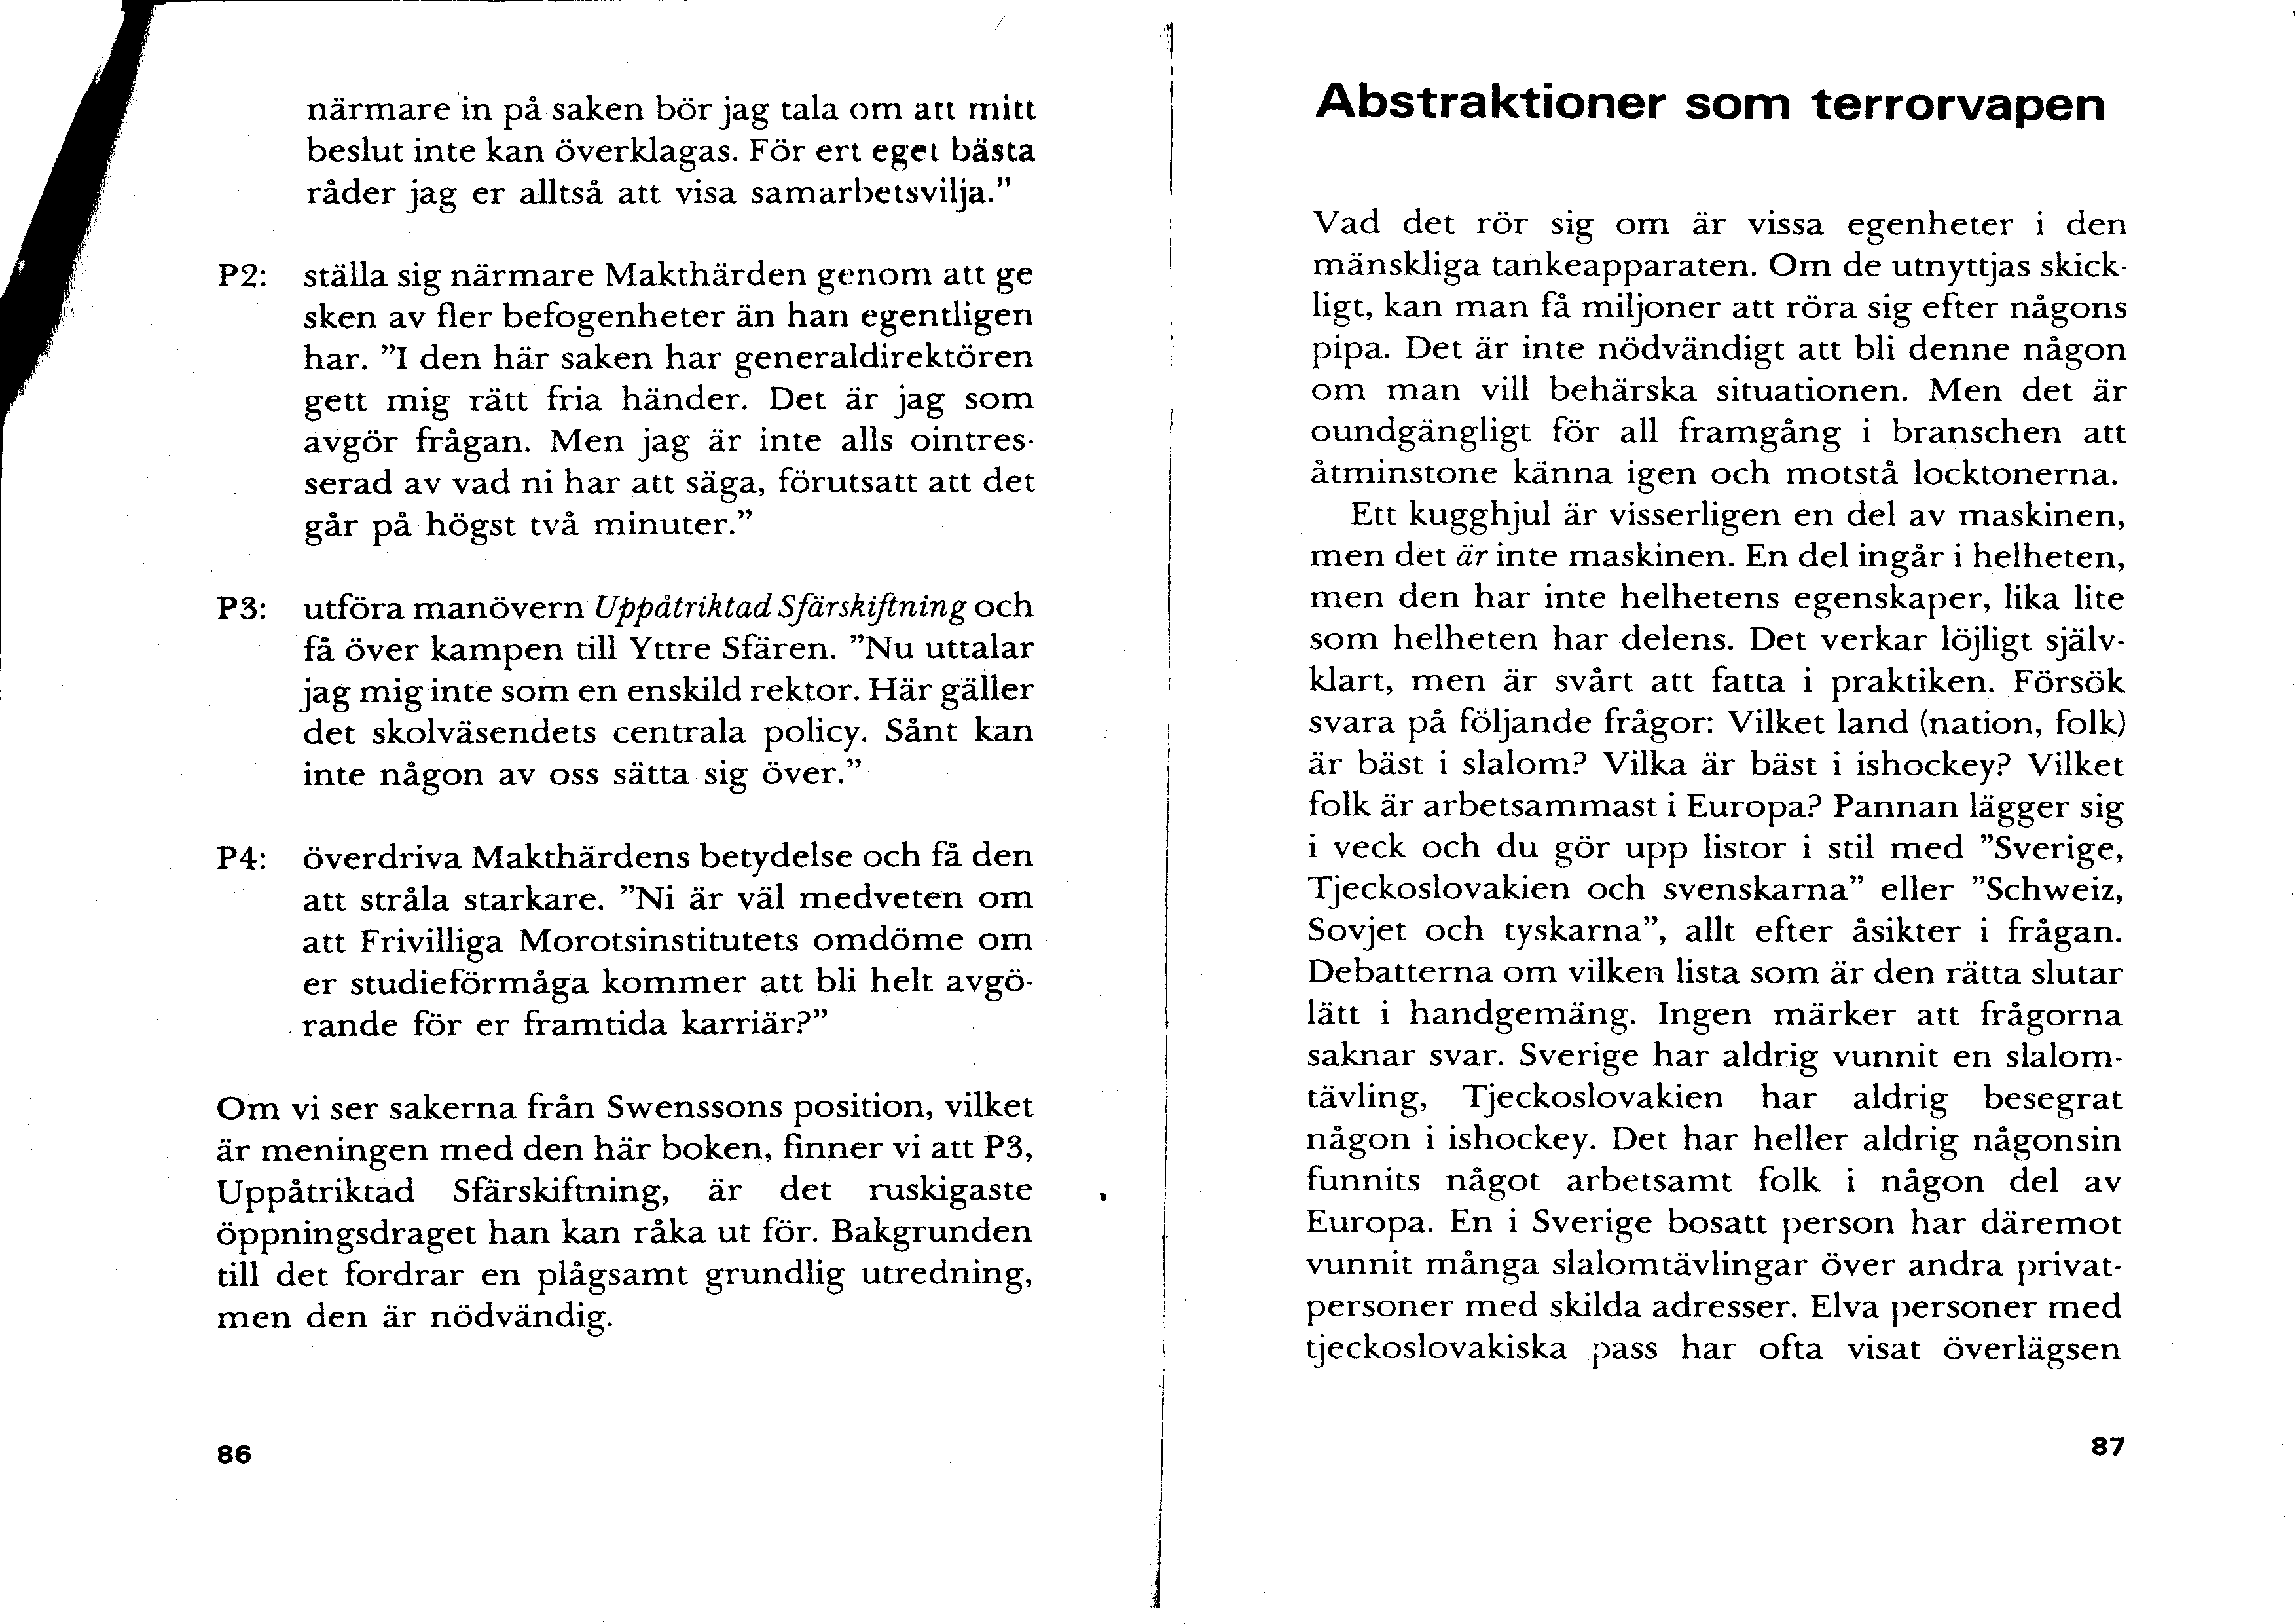 närmare in på saken bör jag tala om att mitt
beslut inte kan överklagas. För ert eget bästa
råder jag er alltså att visa samarbetsvilja.”
P2: ställa sig närmare Makthärden genom att ge
sken av fler befogenheter än han egentligen
har. ”I den här saken har generaldirektören
gett mig rätt fria händer. Det är jag som
avgör frågan. Men jag är inte alls ointres-
serad av vad ni har att säga, förutsatt att det
går på högst två minuter.”
P3: utföra manövern Uppåtriktad Sfärskiftning och
få över kampen till Yttre Sfären. ”Nu uttalar
jag mig inte som en enskild rektor. Här gäller
det skolväsendets centrala policy. Sånt kan
inte någon av oss sätta sig över.”
P4: överdriva Makthärdens betydelse och få den
att stråla starkare. ”Ni är väl medveten om
att Frivilliga Morotsinstitutets omdöme om
er studieförmåga kommer att bli helt avgö-
rande för er framtida karriär?”
Om vi ser sakerna från Swenssons position, vilket
är meningen med den här boken, finner vi att P3,
Uppåtriktad Sfärskiftning, är det ruskigaste
öppningsdraget han kan råka ut för. Bakgrunden
till det fordrar en plågsamt grundlig utredning,
men den är nödvändig.
86
Abstraktioner som terrorvapen
Vad det rör sig om är vissa egenheter i den
mänskliga tankeapparaten. Om de utnyttjas skick-
ligt, kan man få miljoner att röra sig efter någons
pipa. Det är inte nödvändigt att bli denne någon
om man vill behärska situationen. Men det är
oundgängligt för all framgång i branschen att
åtminstone känna igen och motstå locktonerna.
Ett kugghjul är visserligen en del av maskinen,
men det är inte maskinen. En del ingår i helheten,
men den har inte helhetens egenskaper, lika lite
som helheten har delens. Det verkar löjligt själv-
klart, men är svårt att fatta i praktiken. Försök
svara på följande frågor: Vilket land (nation, folk)
är bäst i slalom? Vilka är bäst i ishockey? Vilket
folk är arbetsammast i Europa? Pannan lägger sig
i veck och du gör upp listor i stil med ”Sverige,
Tjeckoslovakien och svenskarna” eller ”Schweiz,
Sovjet och tyskarna”, allt efter åsikter i frågan.
Debatterna om vilken lista som är den rätta slutar
lätt i handgemäng. Ingen märker att frågorna
saknar svar. Sverige har aldrig vunnit en slalom-
tävling, Tjeckoslovakien har aldrig besegrat
någon i ishockey. Det har heller aldrig någonsin
funnits något arbetsamt folk i någon del av
Europa. En i Sverige bosatt person har däremot
vunnit många slalomtävlingar över andra privat-
personer med skilda adresser. Elva personer med
tjeckoslovakiska pass har ofta visat överlägsen
87